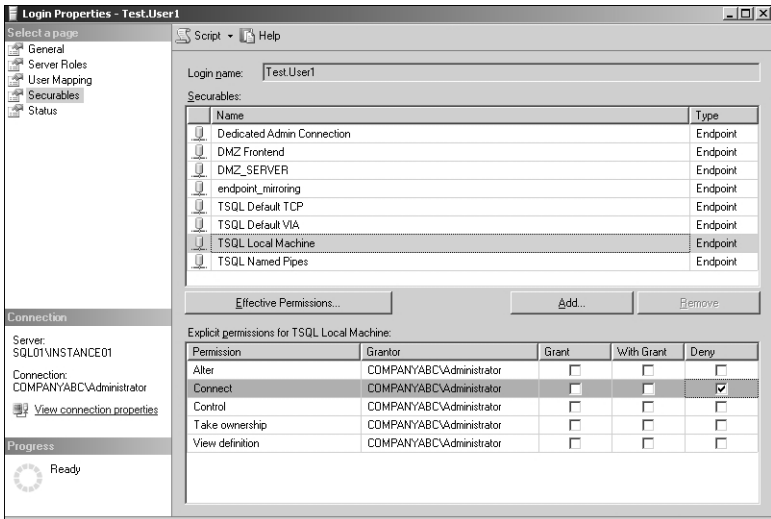 Login Properties - Test.User1
Select a page
General
Server Roles
User Mapping
Securables
Status
Script Help
Login name: Test.User1
Securables:
Name Type
Dedicated Admin Connection Endpoint
DMZ Frontend Endpoint
DMZ_SERVER Endpoint
endpoint_mirroring Endpoint
TSQL Default TCP Endpoint
TSQL Default VIA Endpoint
TSQL Local Machine Endpoint
TSQL Named Pipes Endpoint
Effective Permissions... Add... Remove
Explicit permissions for TSQL Local Machine:
Permission Grantor Grant With Grant Deny
Alter COMPANYABC\Administrator
Connect COMPANYABC\Administrator
Control COMPANYABC\Administrator
Take ownership COMPANYABC\Administrator
View definition COMPANYABC\Administrator
Connection
Server:
SQL01\INSTANCE01
Connection:
COMPANYABC\Administrator
View connection properties
Progress
Ready